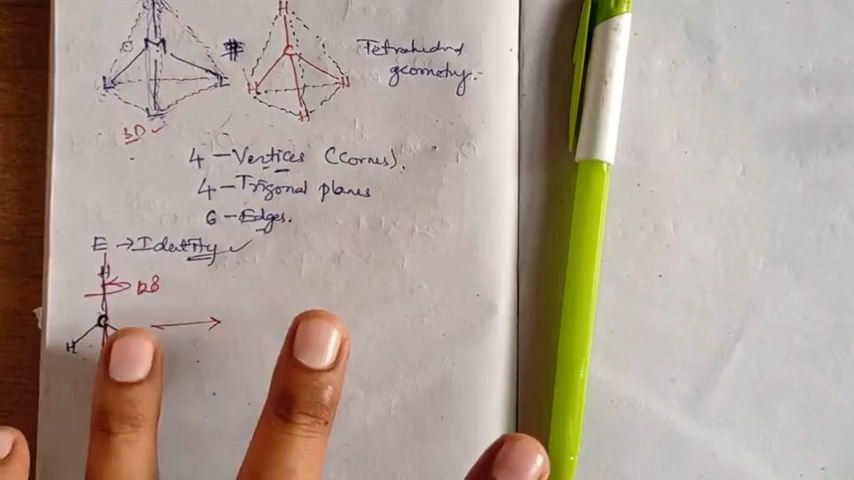 H
M
L
L
C
H
H
H
Tetrahedral
geometry:-
3D ✓
4 - Vertices (Corners).
4 - Trigonal planes
6 - Edges.
E → Identity ✓
H
C
H